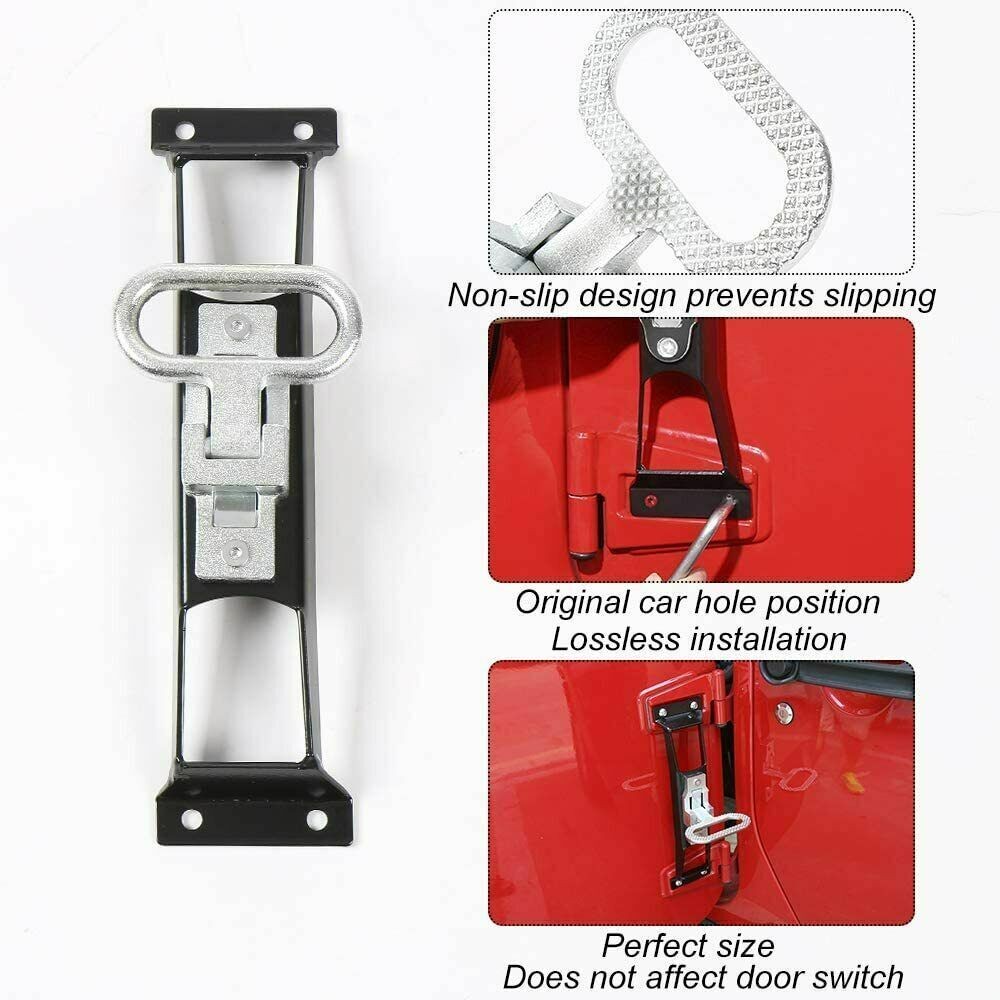 Non-slip design prevents slipping
Original car hole position
Lossless installation
Perfect size
Does not affect door switch